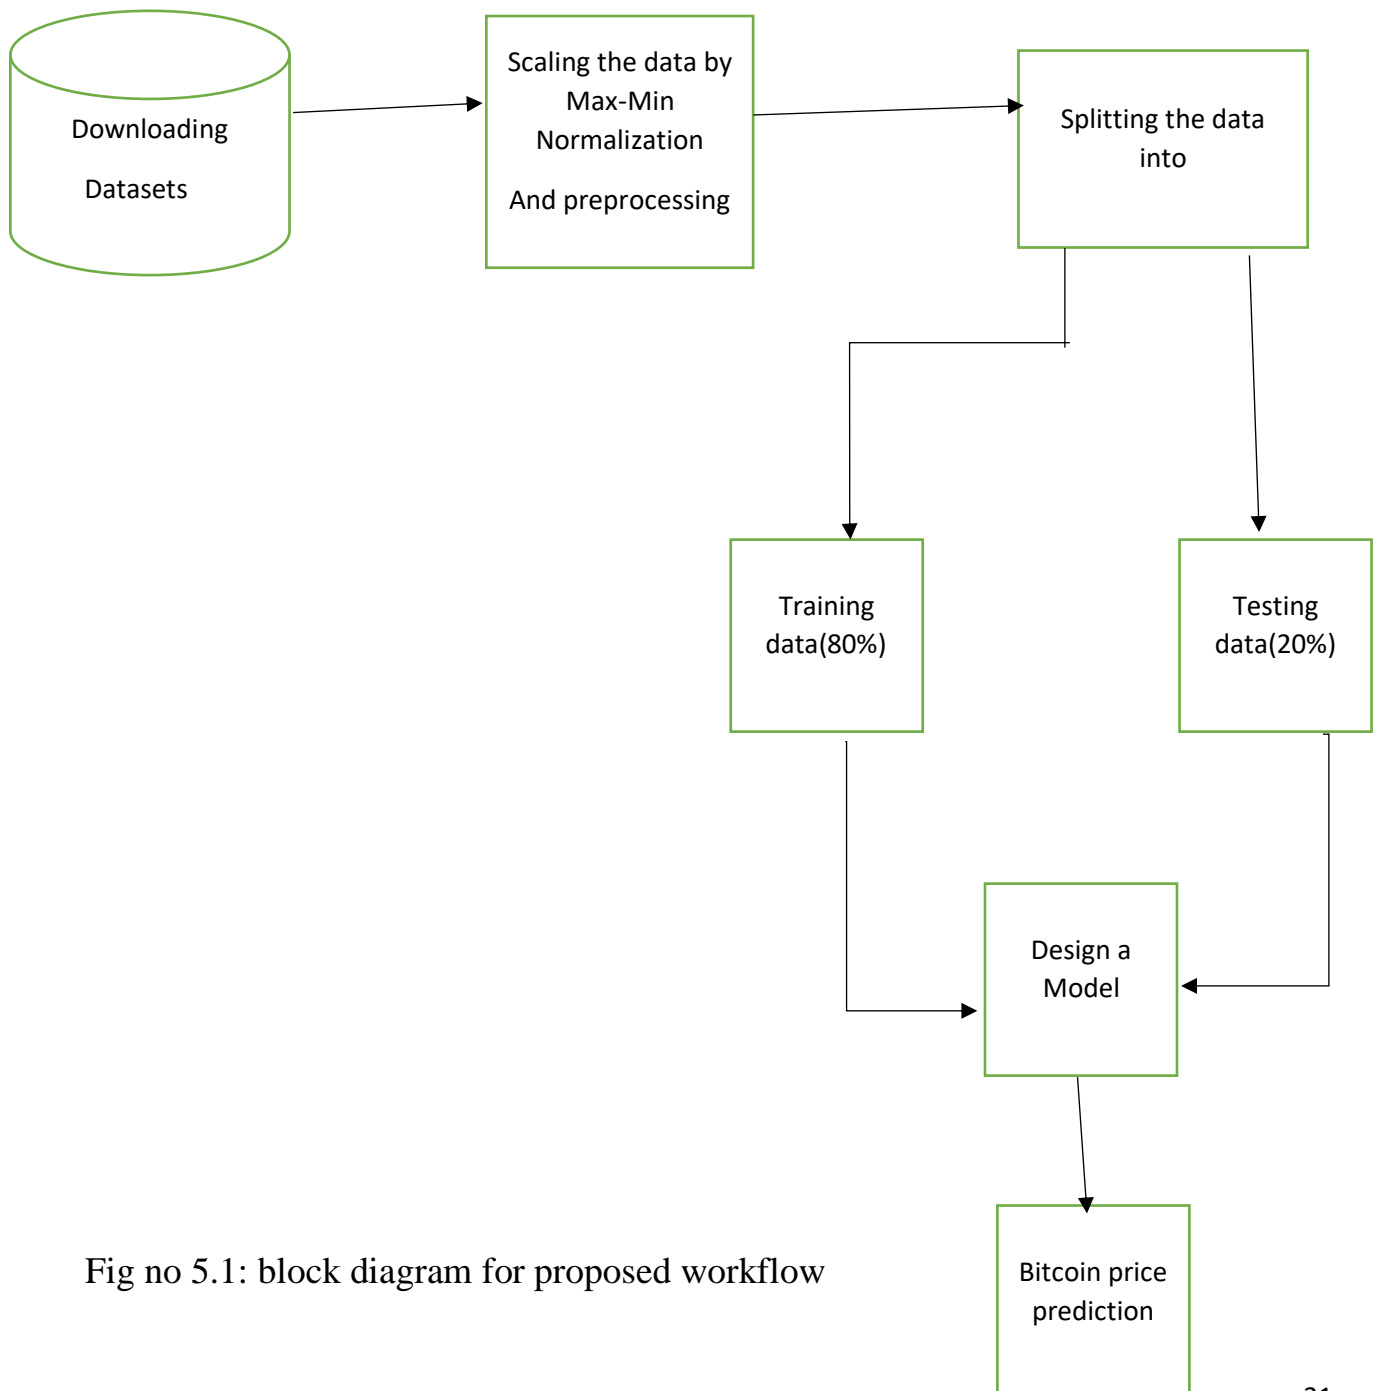 Downloading
Datasets
Scaling the data by
Max-Min
Normalization
And preprocessing
Splitting the data
into
Training
data(80%)
Testing
data(20%)
Design a
Model
Bitcoin price
prediction
Fig no 5.1: block diagram for proposed workflow